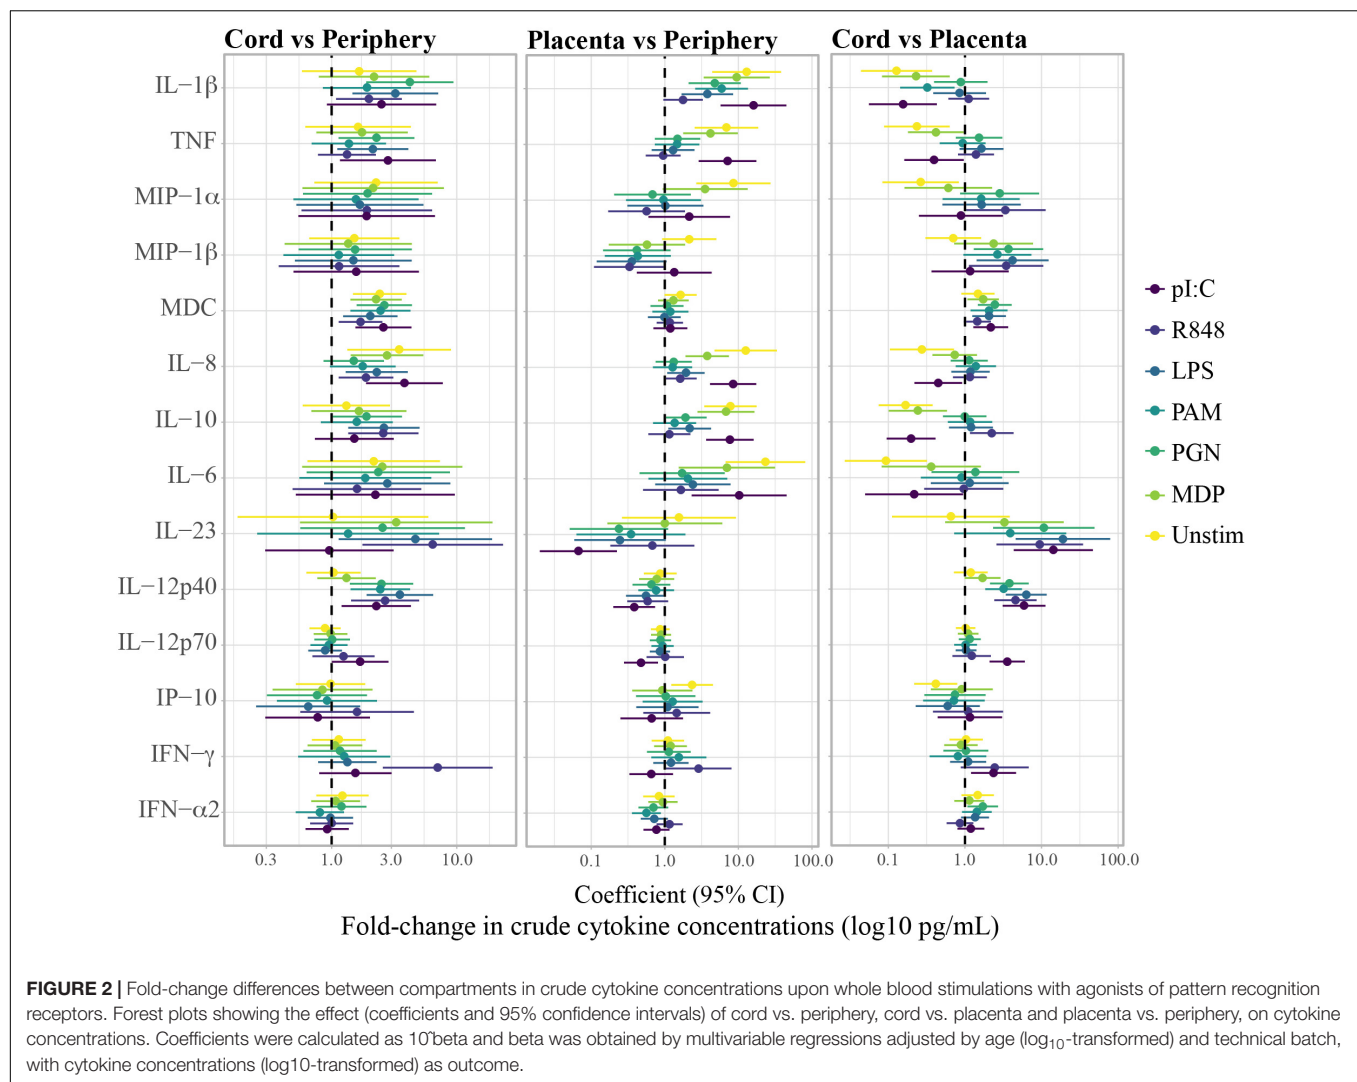 Cord vs Periphery
Placenta vs Periphery
Cord vs Placenta
IL−1β
TNF
MIP−1α
MIP−1β
MDC
IL−8
IL−10
IL−6
IL−23
IL−12p40
IL−12p70
IP−10
IFN−γ
IFN−α2
0.3 1.0 3.0 10.0
0.1 1.0 10.0 100.0
0.1 1.0 10.0 100.0
pI:C
R848
LPS
PAM
PGN
MDP
Unstim
Coefficient (95% CI)
Fold-change in crude cytokine concentrations (log10 pg/mL)
FIGURE 2 | Fold-change differences between compartments in crude cytokine concentrations upon whole blood stimulations with agonists of pattern recognition
receptors. Forest plots showing the effect (coefficients and 95% confidence intervals) of cord vs. periphery, cord vs. placenta and placenta vs. periphery, on cytokine
concentrations. Coefficients were calculated as 10˜beta and beta was obtained by multivariable regressions adjusted by age (log10-transformed) and technical batch,
with cytokine concentrations (log10-transformed) as outcome.